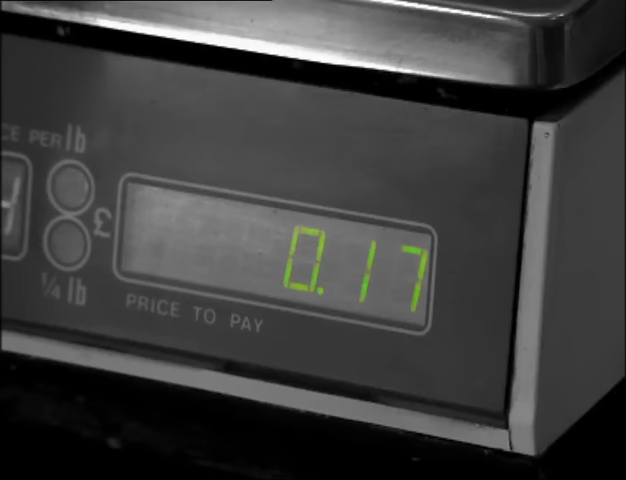 CE PER lb
£
0.17
1/4 lb
PRICE TO PAY